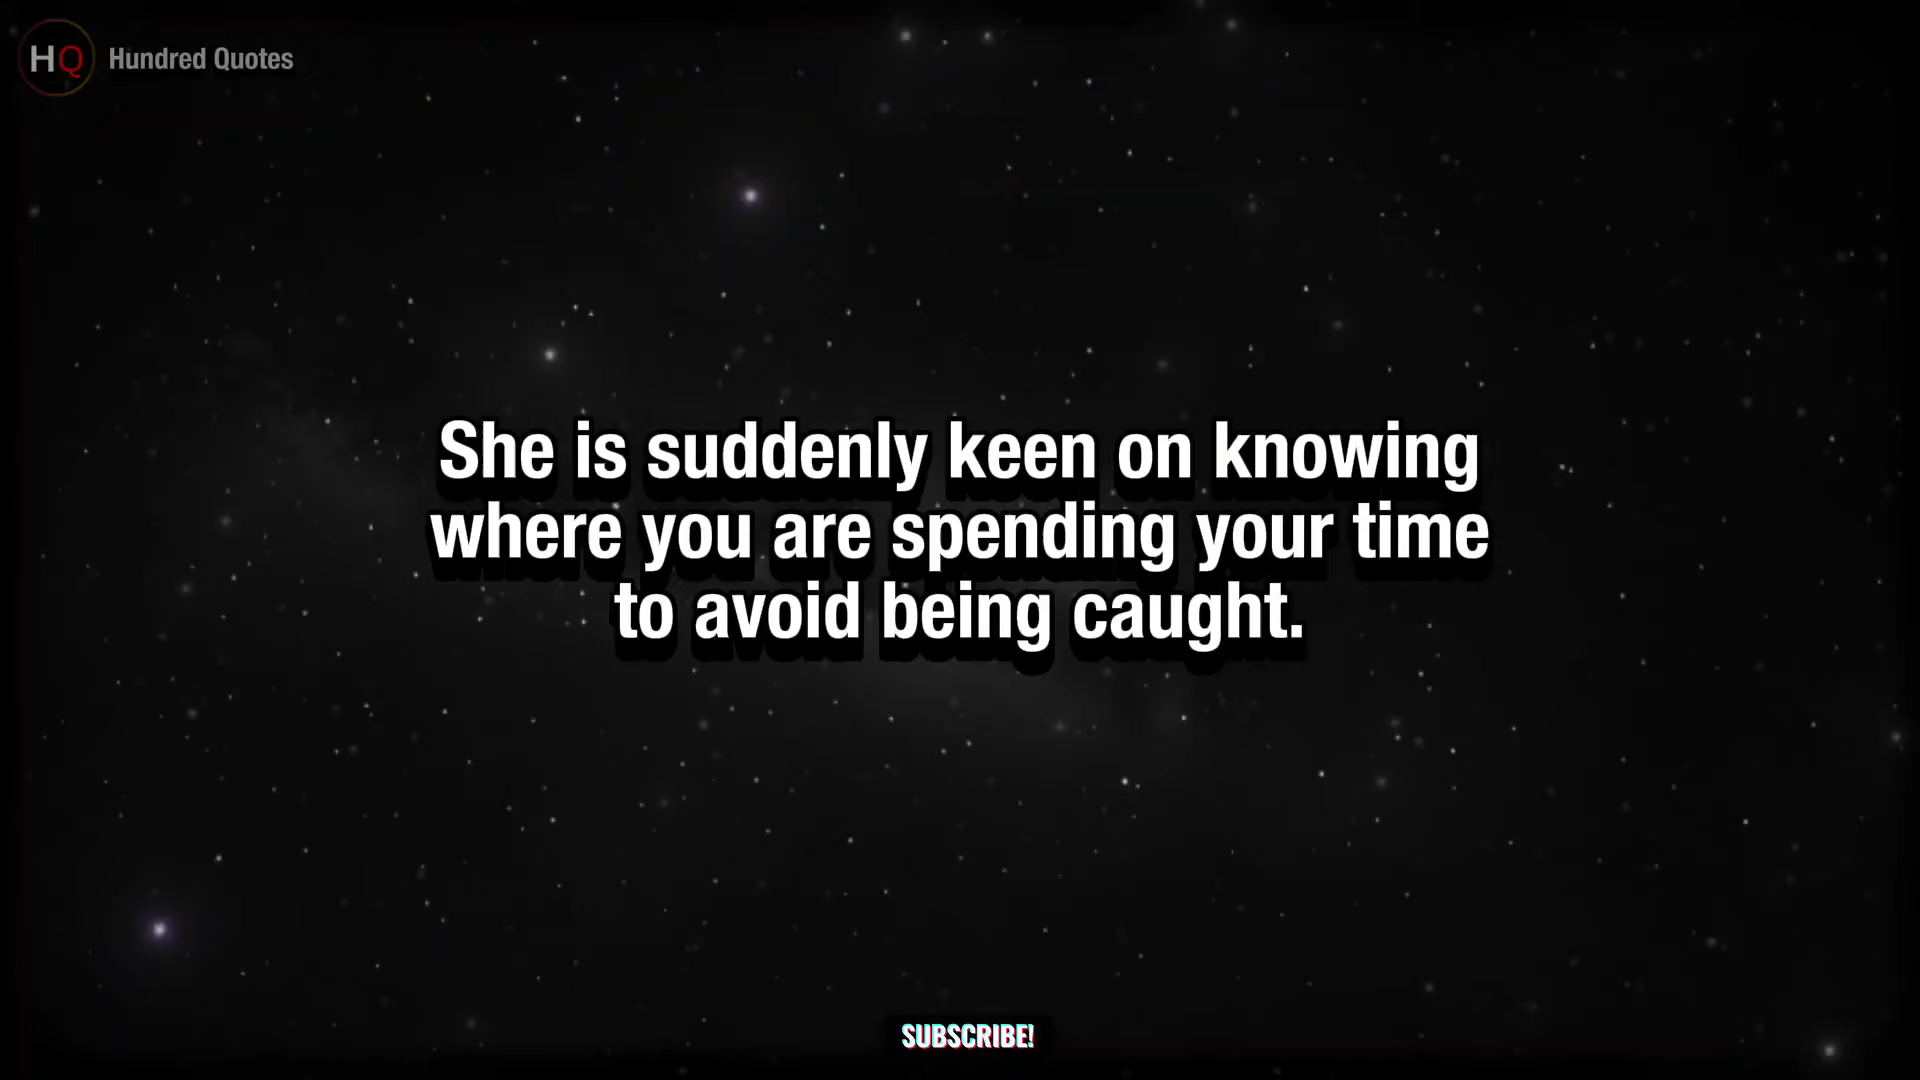 HQ Hundred Quotes
She is suddenly keen on knowing
where you are spending your time
to avoid being caught.
SUBSCRIBE!